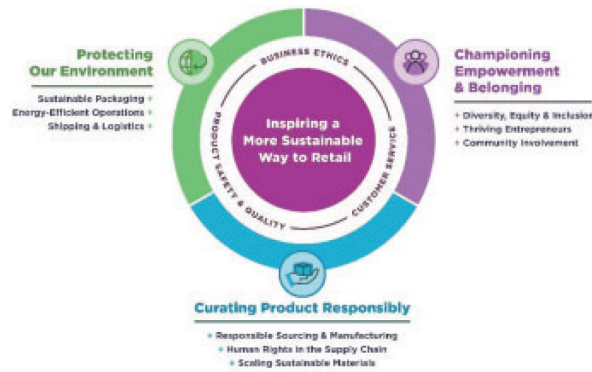 Protecting
Our Environment
Sustainable Packaging +
Energy-Efficient Operations +
Shipping & Logistics +
BUSINESS ETHICS
PRODUCT SAFETY & QUALITY
CUSTOMER SERVICE
Inspiring a
More Sustainable
Way to Retail
Championing
Empowerment
& Belonging
+ Diversity, Equity & Inclusion
+ Thriving Entrepreneurs
+ Community Involvement
Curating Product Responsibly
+ Responsible Sourcing & Manufacturing
+ Human Rights in the Supply Chain
+ Scaling Sustainable Materials